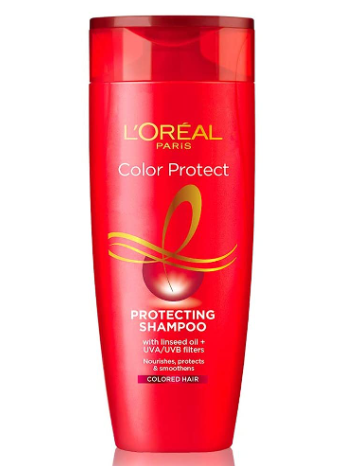 L'ORÉAL
PARIS
Color Protect
PROTECTING
SHAMPOO
with linseed oil +
UVA/UVB filters
Nourishes, protects
& smoothens
COLORED HAIR